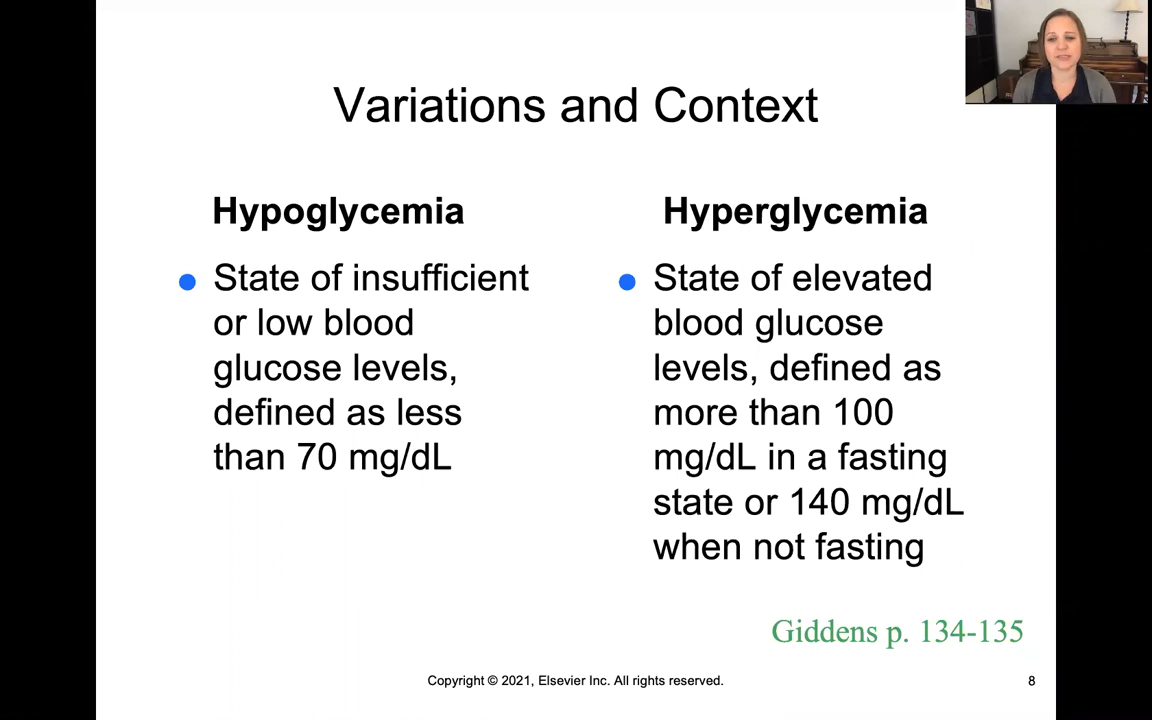 Variations and Context
Hypoglycemia
State of insufficient
or low blood
glucose levels,
defined as less
than 70 mg/dL
Hyperglycemia
State of elevated
blood glucose
levels, defined as
more than 100
mg/dL in a fasting
state or 140 mg/dL
when not fasting
Giddens p. 134-135
Copyright © 2021, Elsevier Inc. All rights reserved.
8